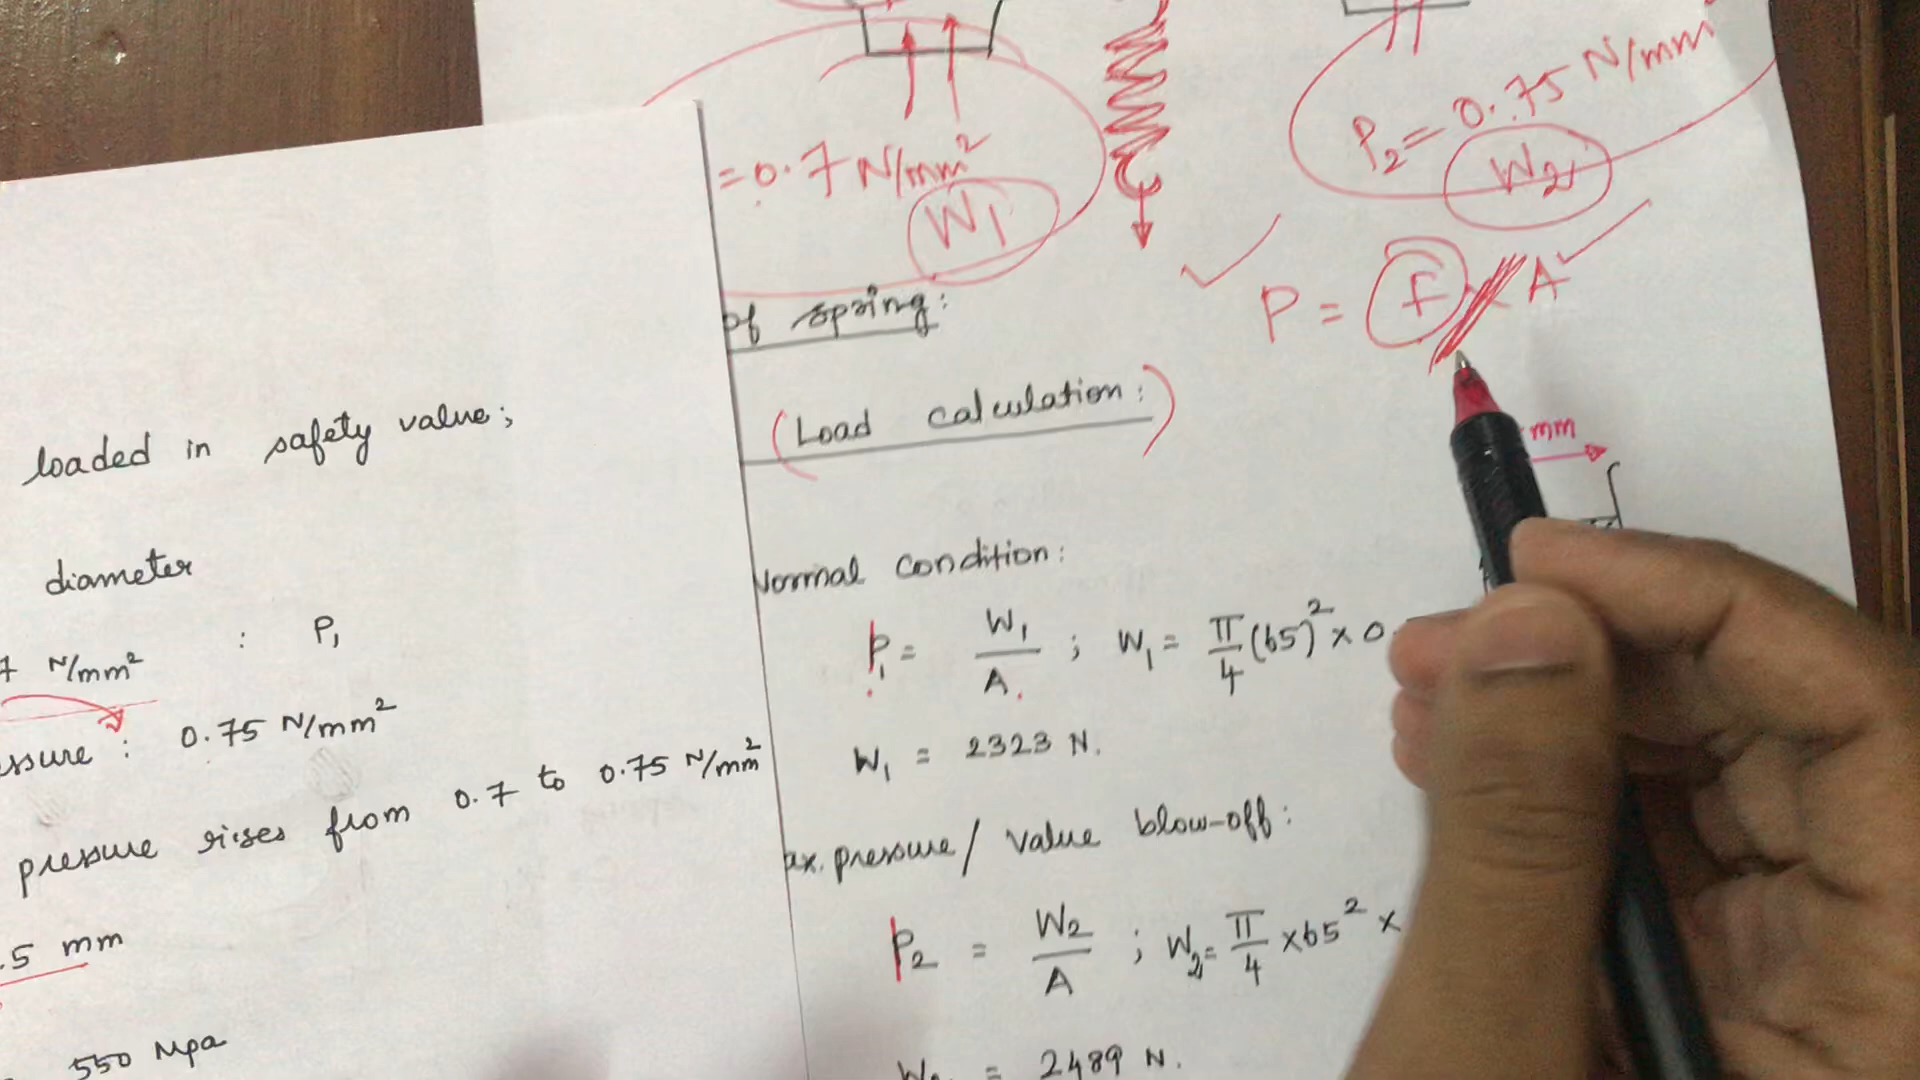 = 0.7 N/mm²
W1
P2 = 0.75 N/mm
W2
P = F / A
of spring:
(Load calculation:)
mm
Normal condition:
P1 = W1/A ; W1 = π/4 (65)² × 0
W1 = 2323 N.
ax. pressure/ value blow-off:
P2 = W2/A ; W2 = π/4 × 65² ×
W2 = 2489 N.
loaded in safety value;
diameter
7 N/mm² : P1
ssure : 0.75 N/mm²
pressure rises from 0.7 to 0.75 N/mm²
.5 mm
550 Mpa